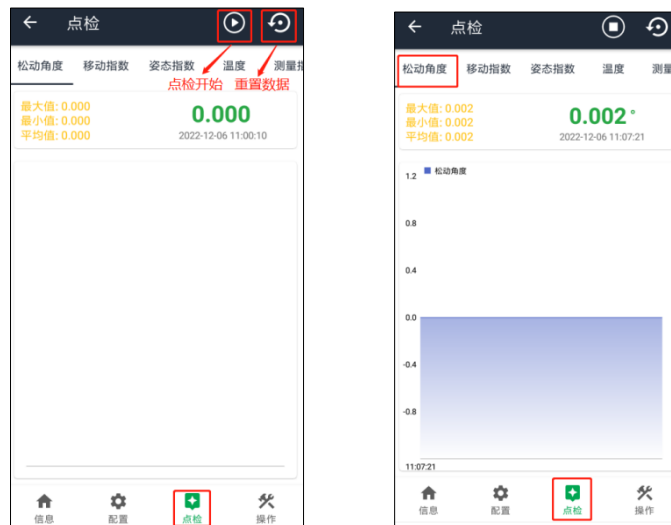 点检
松动角度 移动指数 姿态指数 温度 测量指
点检开始 重置数据
最大值: 0.000
最小值: 0.000
平均值: 0.000
0.000
2022-12-06 11:00:10
信息 配置 点检 操作
点检
松动角度 移动指数 姿态指数 温度 测量
最大值: 0.002
最小值: 0.002
平均值: 0.002
0.002 °
2022-12-06 11:07:21
松动角度
1.2
0.8
0.4
0.0
-0.4
-0.8
11:07:21
信息 配置 点检 操作